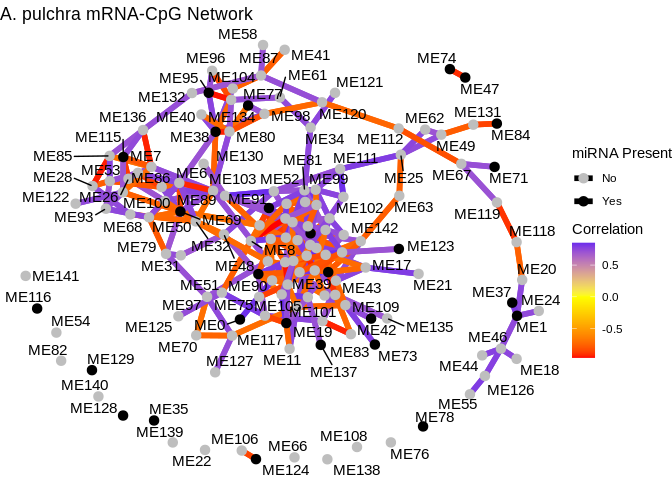 A. pulchra mRNA-CpG Network
ME58
ME96
ME87
ME41
ME74
ME95
ME104
ME61
ME47
ME132
ME77
ME121
ME136
ME40
ME134
ME98
ME120
ME62
ME131
ME115
ME38
ME80
ME34
ME112
ME49
ME84
ME85
ME7
ME130
ME81
ME111
ME53
ME6
ME67
ME71
ME28
ME86
ME103
ME52
ME99
ME25
ME122
ME26
ME100
ME89
ME91
ME102
ME63
ME119
ME93
ME68
ME50
ME69
ME142
ME118
ME79
ME32
ME8
ME123
ME31
ME48
ME17
ME20
ME141
ME51
ME90
ME39
ME43
ME21
ME37
ME116
ME97
ME75
ME105
ME109
ME24
ME54
ME125
ME0
ME101
ME42
ME135
ME1
ME82
ME70
ME117
ME19
ME46
ME129
ME127
ME11
ME83
ME73
ME44
ME18
ME140
ME137
ME126
ME128
ME35
ME55
ME139
ME78
ME22
ME106
ME66
ME108
ME76
ME124
ME138
miRNA Present
No
Yes
Correlation
0.5
0.0
-0.5